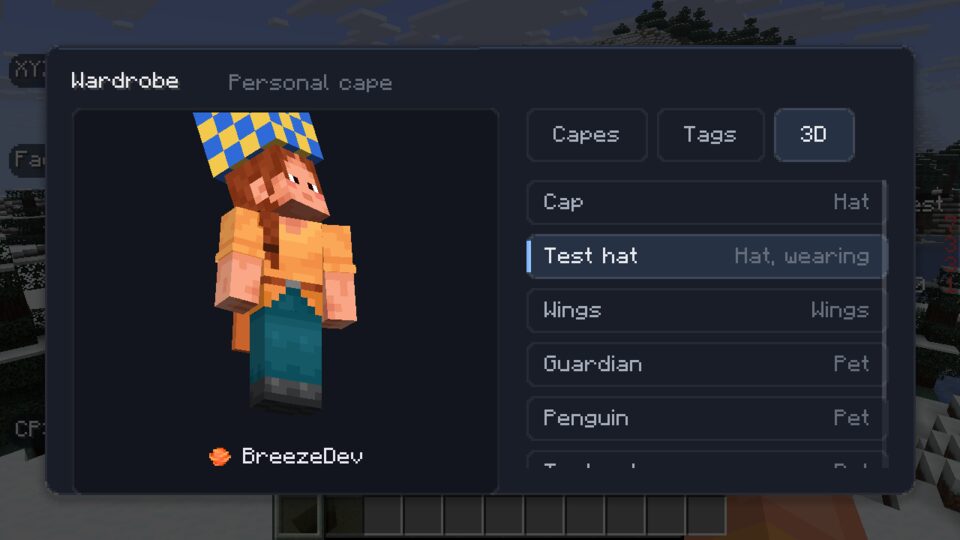 Wardrobe
Personal cape
Capes
Tags
3D
Cap
Hat
Test hat
Hat, wearing
Wings
Wings
Guardian
Pet
Penguin
Pet
BreezeDev